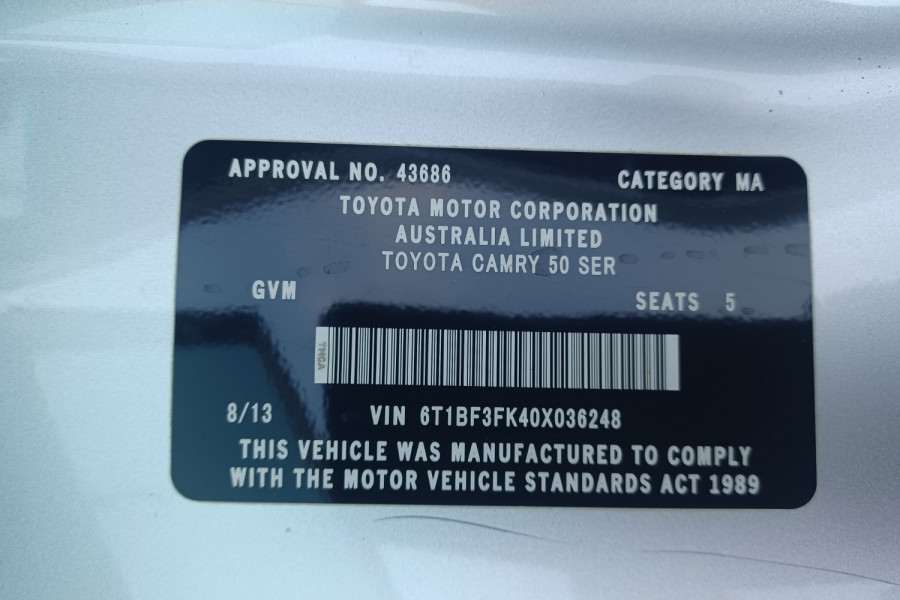 APPROVAL NO. 43686 CATEGORY MA
TOYOTA MOTOR CORPORATION
AUSTRALIA LIMITED
TOYOTA CAMRY 50 SER
GVM SEATS 5
TMCA
8/13 VIN 6T1BF3FK40X036248
THIS VEHICLE WAS MANUFACTURED TO COMPLY
WITH THE MOTOR VEHICLE STANDARDS ACT 1989